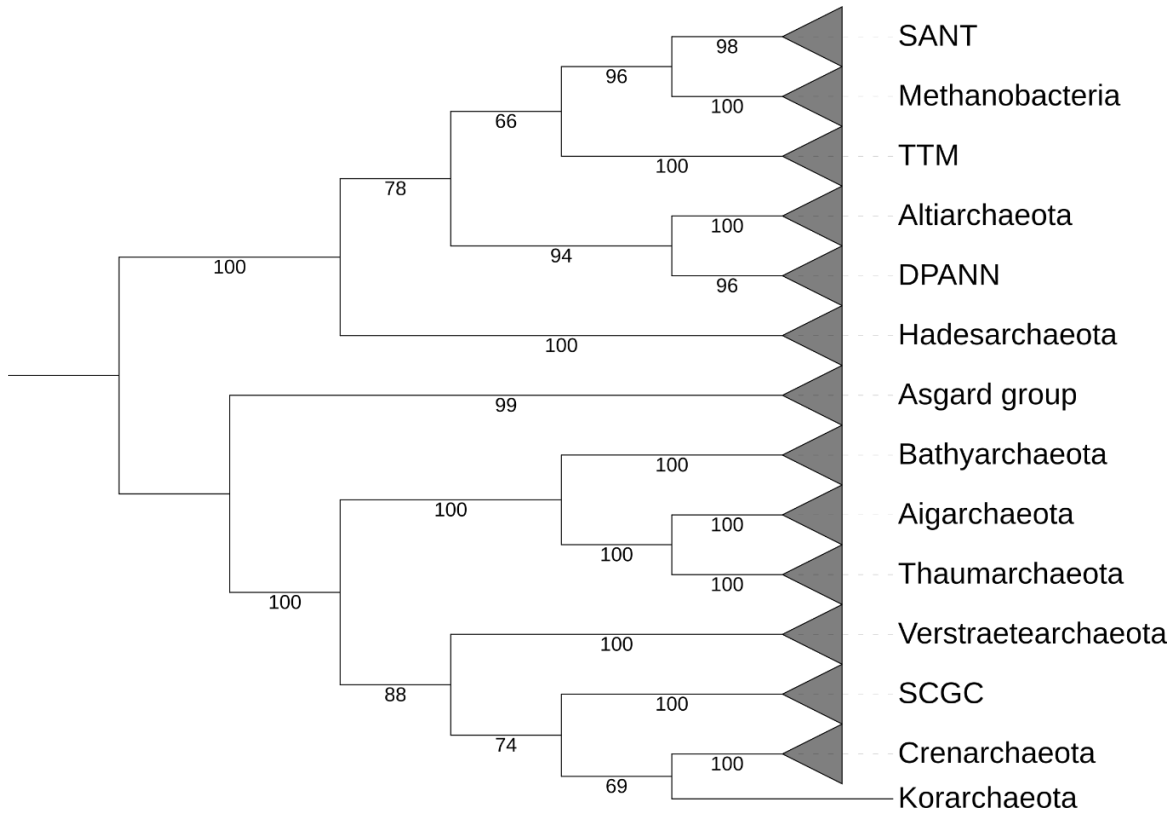 SANT
98
96
Methanobacteria
100
66
TTM
100
78
Altiarchaeota
100
94
DPANN
96
100
Hadesarchaeota
100
Asgard group
99
Bathyarchaeota
100
100
Aigarchaeota
100
100
Thaumarchaeota
100
100
Verstraetearchaeota
100
88
SCGC
100
74
Crenarchaeota
100
69
Korarchaeota